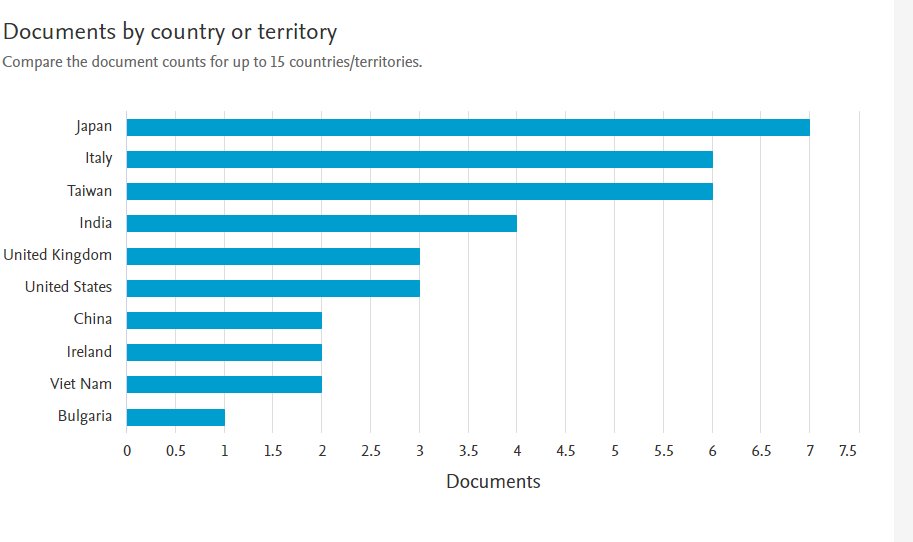 Documents by country or territory
Compare the document counts for up to 15 countries/territories.
Japan
Italy
Taiwan
India
United Kingdom
United States
China
Ireland
Viet Nam
Bulgaria
0 0.5 1 1.5 2 2.5 3 3.5 4 4.5 5 5.5 6 6.5 7 7.5
Documents